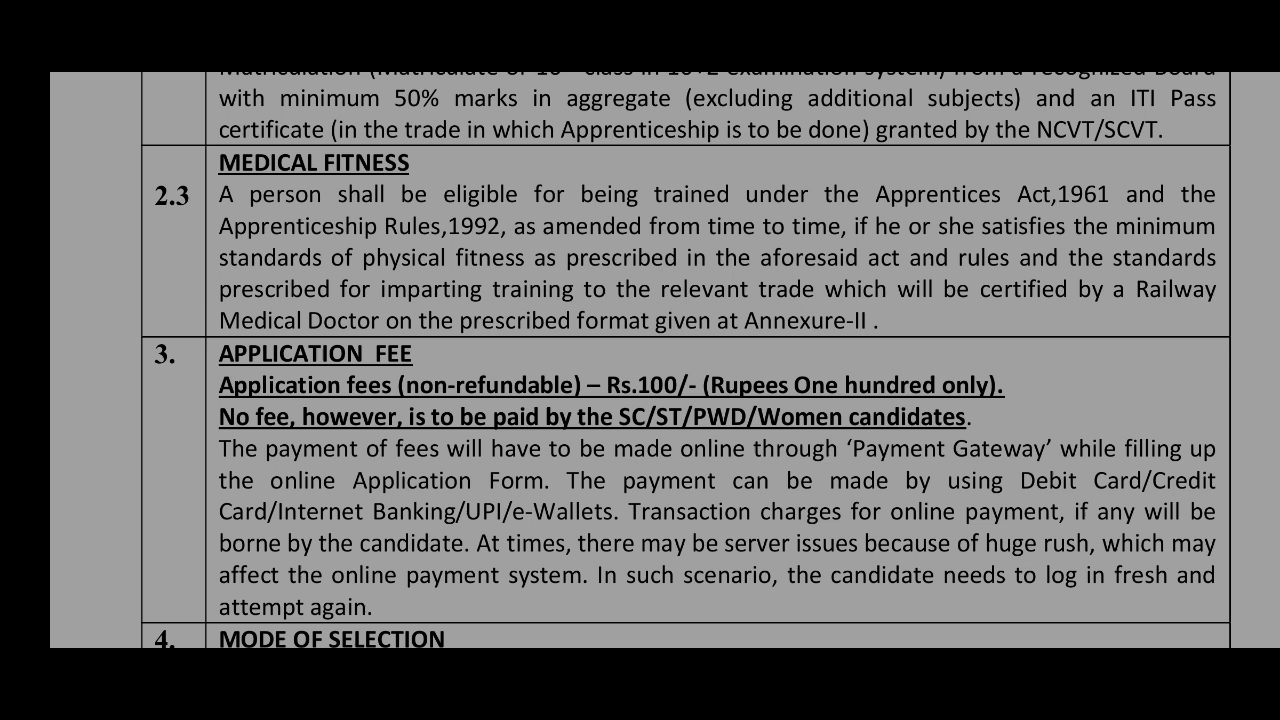 with minimum 50% marks in aggregate (excluding additional subjects) and an ITI Pass
certificate (in the trade in which Apprenticeship is to be done) granted by the NCVT/SCVT.
MEDICAL FITNESS
2.3 A person shall be eligible for being trained under the Apprentices Act,1961 and the
Apprenticeship Rules,1992, as amended from time to time, if he or she satisfies the minimum
standards of physical fitness as prescribed in the aforesaid act and rules and the standards
prescribed for imparting training to the relevant trade which will be certified by a Railway
Medical Doctor on the prescribed format given at Annexure-II .
3. APPLICATION FEE
Application fees (non-refundable) – Rs.100/- (Rupees One hundred only).
No fee, however, is to be paid by the SC/ST/PWD/Women candidates.
The payment of fees will have to be made online through ‘Payment Gateway’ while filling up
the online Application Form. The payment can be made by using Debit Card/Credit
Card/Internet Banking/UPI/e-Wallets. Transaction charges for online payment, if any will be
borne by the candidate. At times, there may be server issues because of huge rush, which may
affect the online payment system. In such scenario, the candidate needs to log in fresh and
attempt again.
4. MODE OF SELECTION